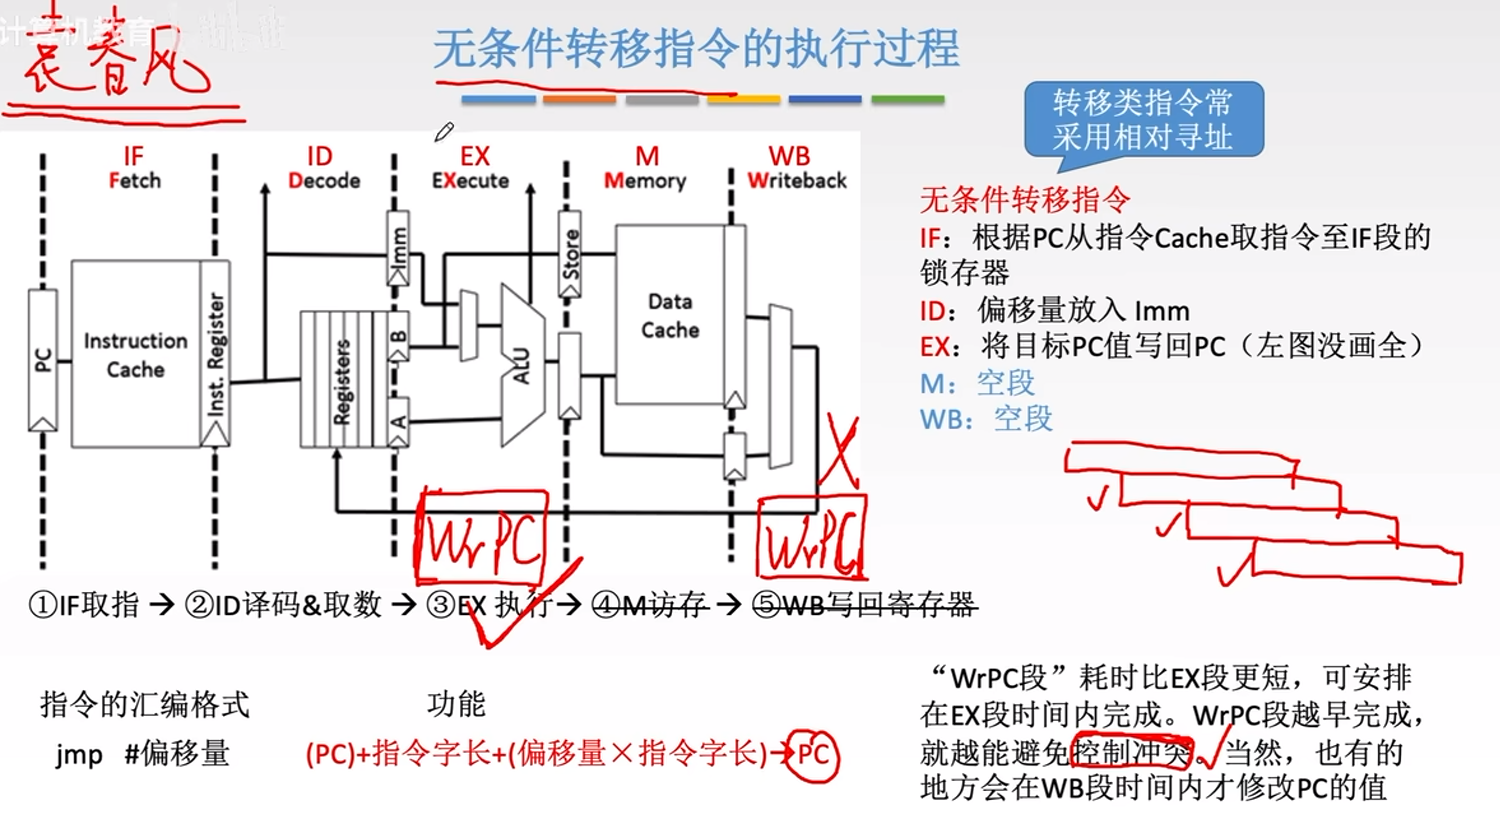 计算机教育
袁春风
无条件转移指令的执行过程
转移类指令常
采用相对寻址
IF ID EX M WB
Fetch Decode EXecute Memory Writeback
无条件转移指令
IF：根据PC从指令Cache取指令至IF段的
锁存器
ID：偏移量放入 Imm
EX：将目标PC值写回PC（左图没画全）
M：空段
WB：空段
PC
Instruction
Cache
Inst. Register
Registers
Imm
B
A
ALU
Store
Data
Cache
WrPC
WrPC
①IF取指 → ②ID译码&取数 → ③EX 执行 → ④M访存 → ⑤WB写回寄存器
指令的汇编格式 功能
jmp #偏移量 (PC)+指令字长+(偏移量×指令字长)→PC
“WrPC段”耗时比EX段更短，可安排
在EX段时间内完成。WrPC段越早完成，
就越能避免控制冲突。当然，也有的
地方会在WB段时间内才修改PC的值